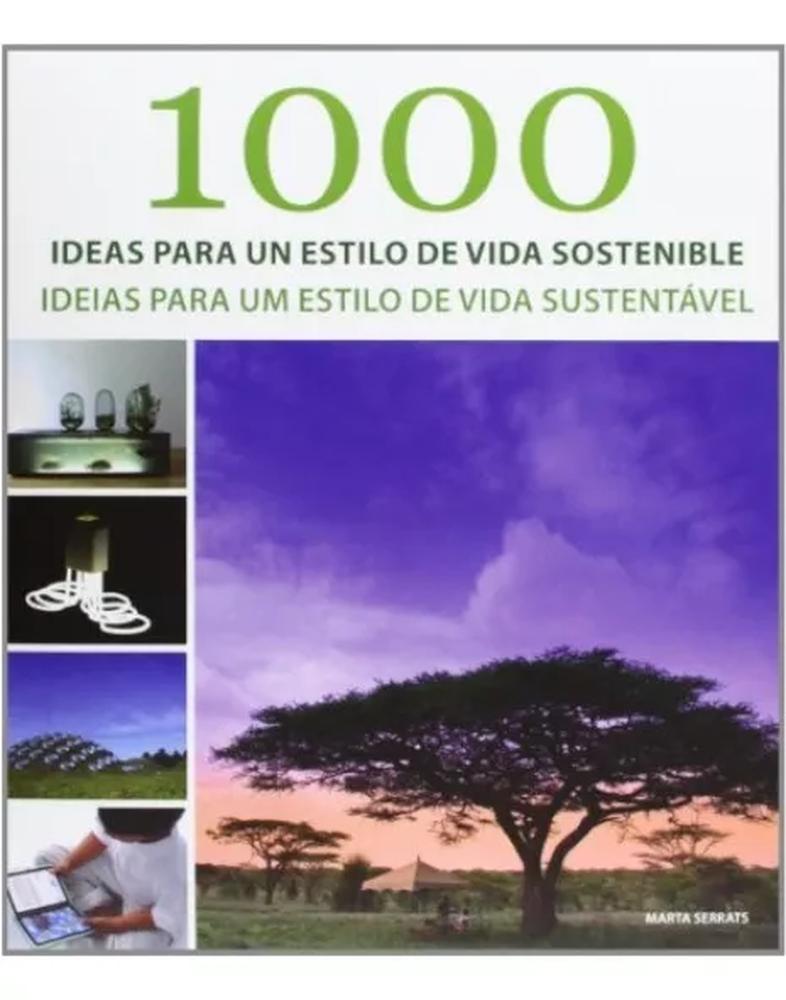 1000
IDEAS PARA UN ESTILO DE VIDA SOSTENIBLE
IDEIAS PARA UM ESTILO DE VIDA SUSTENTÁVEL
MARTA SERRATS